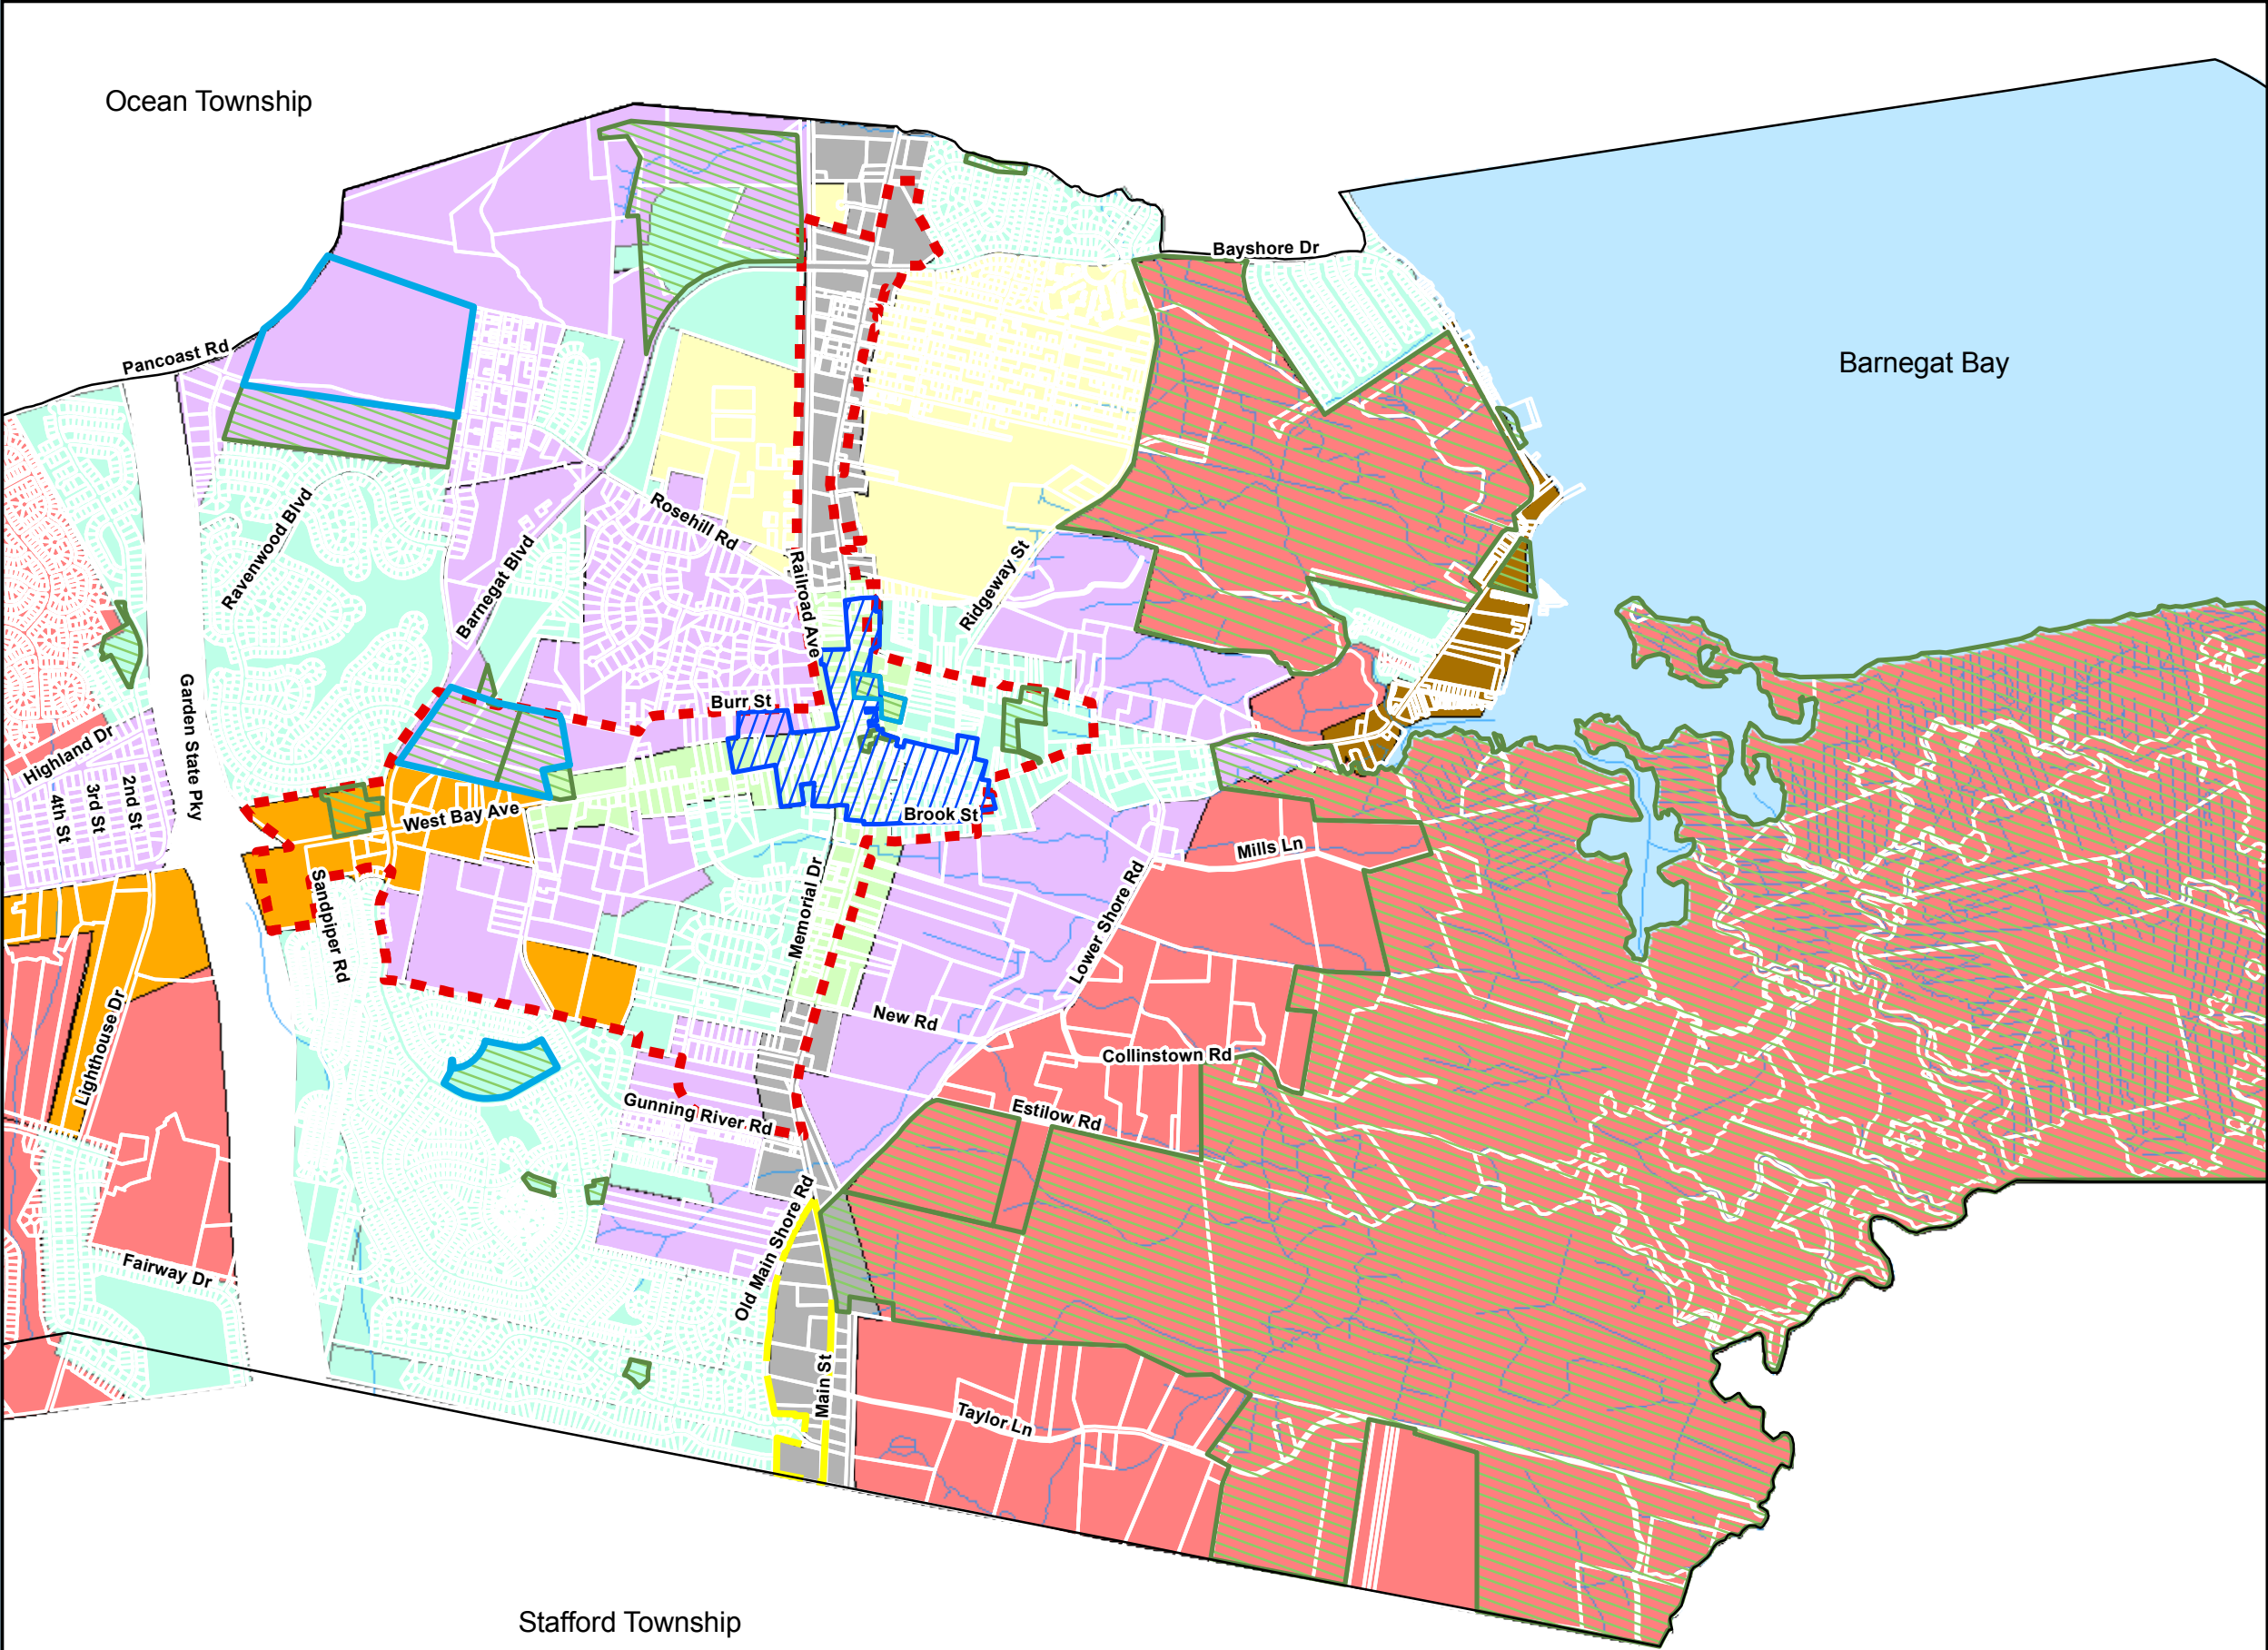 Ocean Township
Bayshore Dr
Pancoast Rd
Barnegat Bay
Ravenwood Blvd
Rosehill Rd
Barnegat Blvd
Railroad Ave
Ridgeway St
Garden State Pky
Burr St
Highland Dr
2nd St
3rd St
4th St
West Bay Ave
Brook St
Mills Ln
Sandpiper Rd
Memorial Dr
Lower Shore Rd
New Rd
Lighthouse Dr
Collinstown Rd
Gunning River Rd
Estilow Rd
Old Main Shore Rd
Fairway Dr
Main St
Taylor Ln
Stafford Township